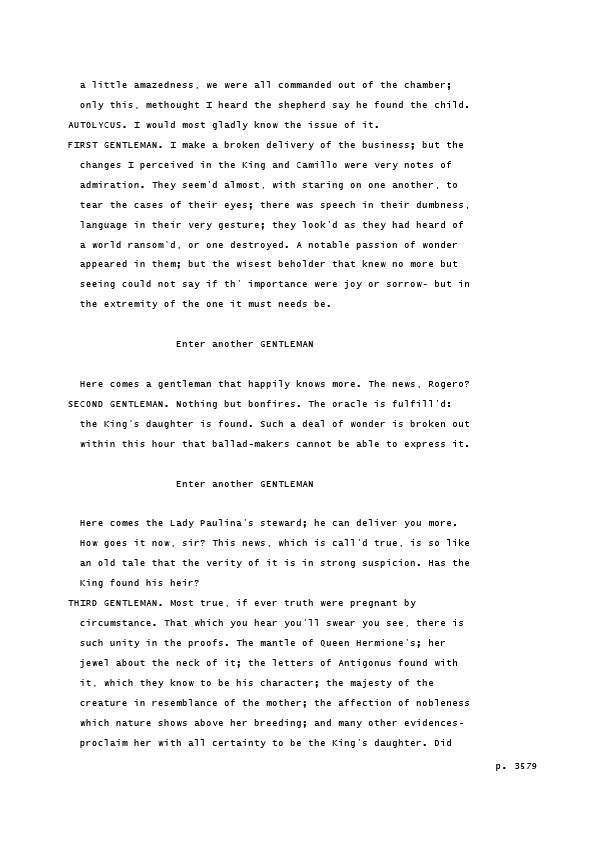 a little amazedness, we were all commanded out of the chamber;
only this, methought I heard the shepherd say he found the child.
AUTOLYCUS. I would most gladly know the issue of it.
FIRST GENTLEMAN. I make a broken delivery of the business; but the
changes I perceived in the King and Camillo were very notes of
admiration. They seem'd almost, with staring on one another, to
tear the cases of their eyes; there was speech in their dumbness,
language in their very gesture; they look'd as they had heard of
a world ransom'd, or one destroyed. A notable passion of wonder
appeared in them; but the wisest beholder that knew no more but
seeing could not say if th' importance were joy or sorrow- but in
the extremity of the one it must needs be.
Enter another GENTLEMAN
Here comes a gentleman that happily knows more. The news, Rogero?
SECOND GENTLEMAN. Nothing but bonfires. The oracle is fulfill'd:
the King's daughter is found. Such a deal of wonder is broken out
within this hour that ballad-makers cannot be able to express it.
Enter another GENTLEMAN
Here comes the Lady Paulina's steward; he can deliver you more.
How goes it now, sir? This news, which is call'd true, is so like
an old tale that the verity of it is in strong suspicion. Has the
King found his heir?
THIRD GENTLEMAN. Most true, if ever truth were pregnant by
circumstance. That which you hear you'll swear you see, there is
such unity in the proofs. The mantle of Queen Hermione's; her
jewel about the neck of it; the letters of Antigonus found with
it, which they know to be his character; the majesty of the
creature in resemblance of the mother; the affection of nobleness
which nature shows above her breeding; and many other evidences-
proclaim her with all certainty to be the King's daughter. Did
p. 3579